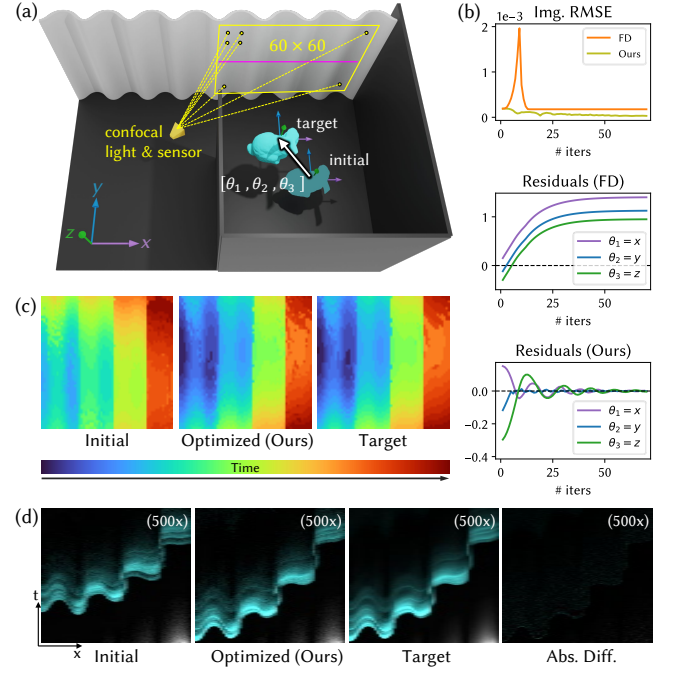 (a)
60 × 60
confocal
light & sensor
target
initial
[θ₁ , θ₂ , θ₃ ]
y
z
x
(b)
Img. RMSE
1e−3
FD
Ours
2
1
0
25
50
# iters
Residuals (FD)
1
0
θ₁ = x
θ₂ = y
θ₃ = z
25
50
# iters
Residuals (Ours)
0.0
−0.2
−0.4
θ₁ = x
θ₂ = y
θ₃ = z
25
50
# iters
(c)
Initial
Optimized (Ours)
Target
Time
(d)
(500x)
(500x)
(500x)
(500x)
t
x
Initial
Optimized (Ours)
Target
Abs. Diff.